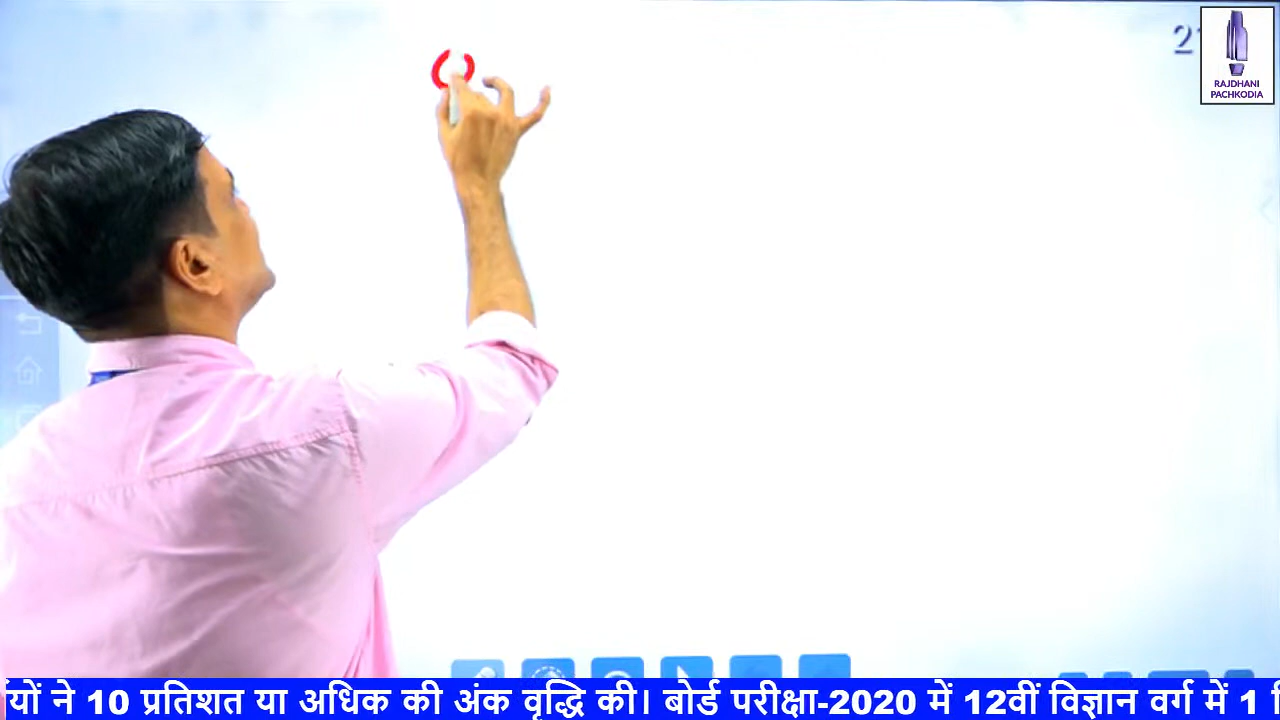 RAJDHANI
PACHKODIA
ने 10 प्रतिशत या अधिक की अंक वृद्धि की। बोर्ड परीक्षा-2020 में 12वीं विज्ञान वर्ग में 1